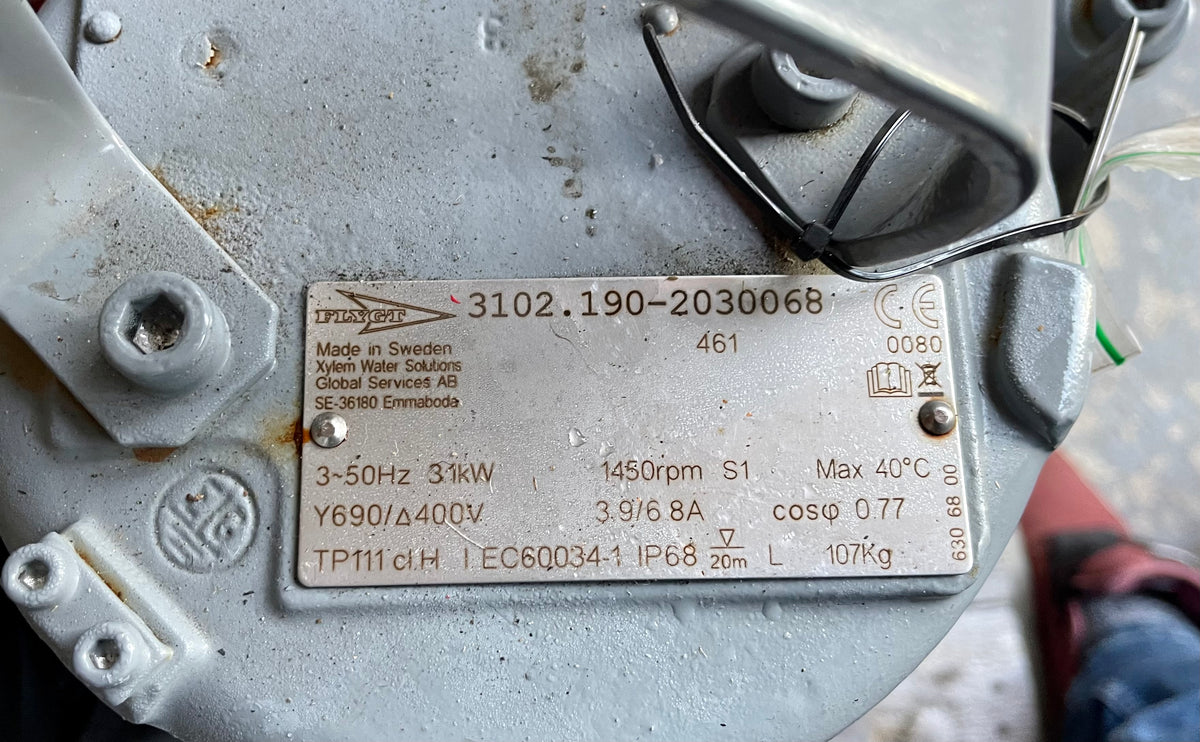 FLYGT 3102.190-2030068 CE
461 0080
Made in Sweden
Xylem Water Solutions
Global Services AB
SE-36180 Emmaboda
3~50Hz 3.1kW 1450rpm S1 Max 40°C
Y690/Δ400V 3.9/6.8A cosφ 0.77
TP111 cl.H IEC60034-1 IP68 20m L 107Kg
630 68 00